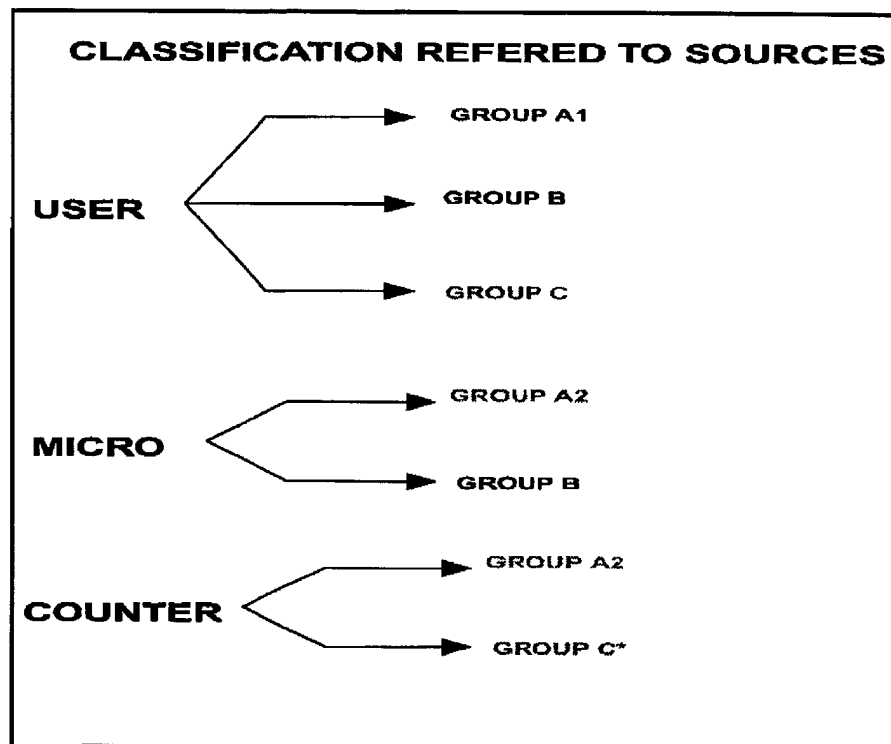 CLASSIFICATION REFERED TO SOURCES
GROUP A1
USER
GROUP B
GROUP C
GROUP A2
MICRO
GROUP B
GROUP A2
COUNTER
GROUP C*